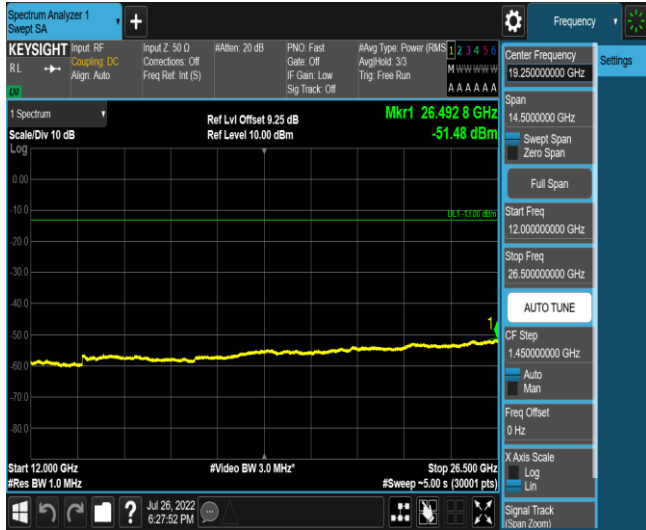 Spectrum Analyzer 1
Swept SA
Frequency
KEYSIGHT
Input: RF
Input Z: 50 Ω
#Atten: 20 dB
PNO: Fast
#Avg Type: Power (RMS
1 2 3 4 5 6
RL
Coupling: DC
Corrections: Off
Gate: Off
Avg|Hold: 3/3
M W W W W W
Align: Auto
Freq Ref: Int (S)
IF Gain: Low
Trig: Free Run
Sig Track: Off
A A A A A A
Center Frequency
19.250000000 GHz
Settings
Span
14.5000000 GHz
Swept Span
Zero Span
Full Span
Start Freq
12.000000000 GHz
Stop Freq
26.500000000 GHz
AUTO TUNE
CF Step
1.450000000 GHz
Auto
Man
Freq Offset
0 Hz
X Axis Scale
Log
Lin
Signal Track
(Span Zoom)
1 Spectrum
Ref Lvl Offset 9.25 dB
Mkr1 26.492 8 GHz
Scale/Div 10 dB
Ref Level 10.00 dBm
-51.48 dBm
Log
0.00
-10.0
DL1 -13.00 dBm
-20.0
-30.0
-40.0
1
-50.0
-60.0
-70.0
-80.0
Start 12.000 GHz
#Video BW 3.0 MHz*
Stop 26.500 GHz
#Res BW 1.0 MHz
#Sweep ~5.00 s (30001 pts)
Jul 26, 2022
6:27:52 PM